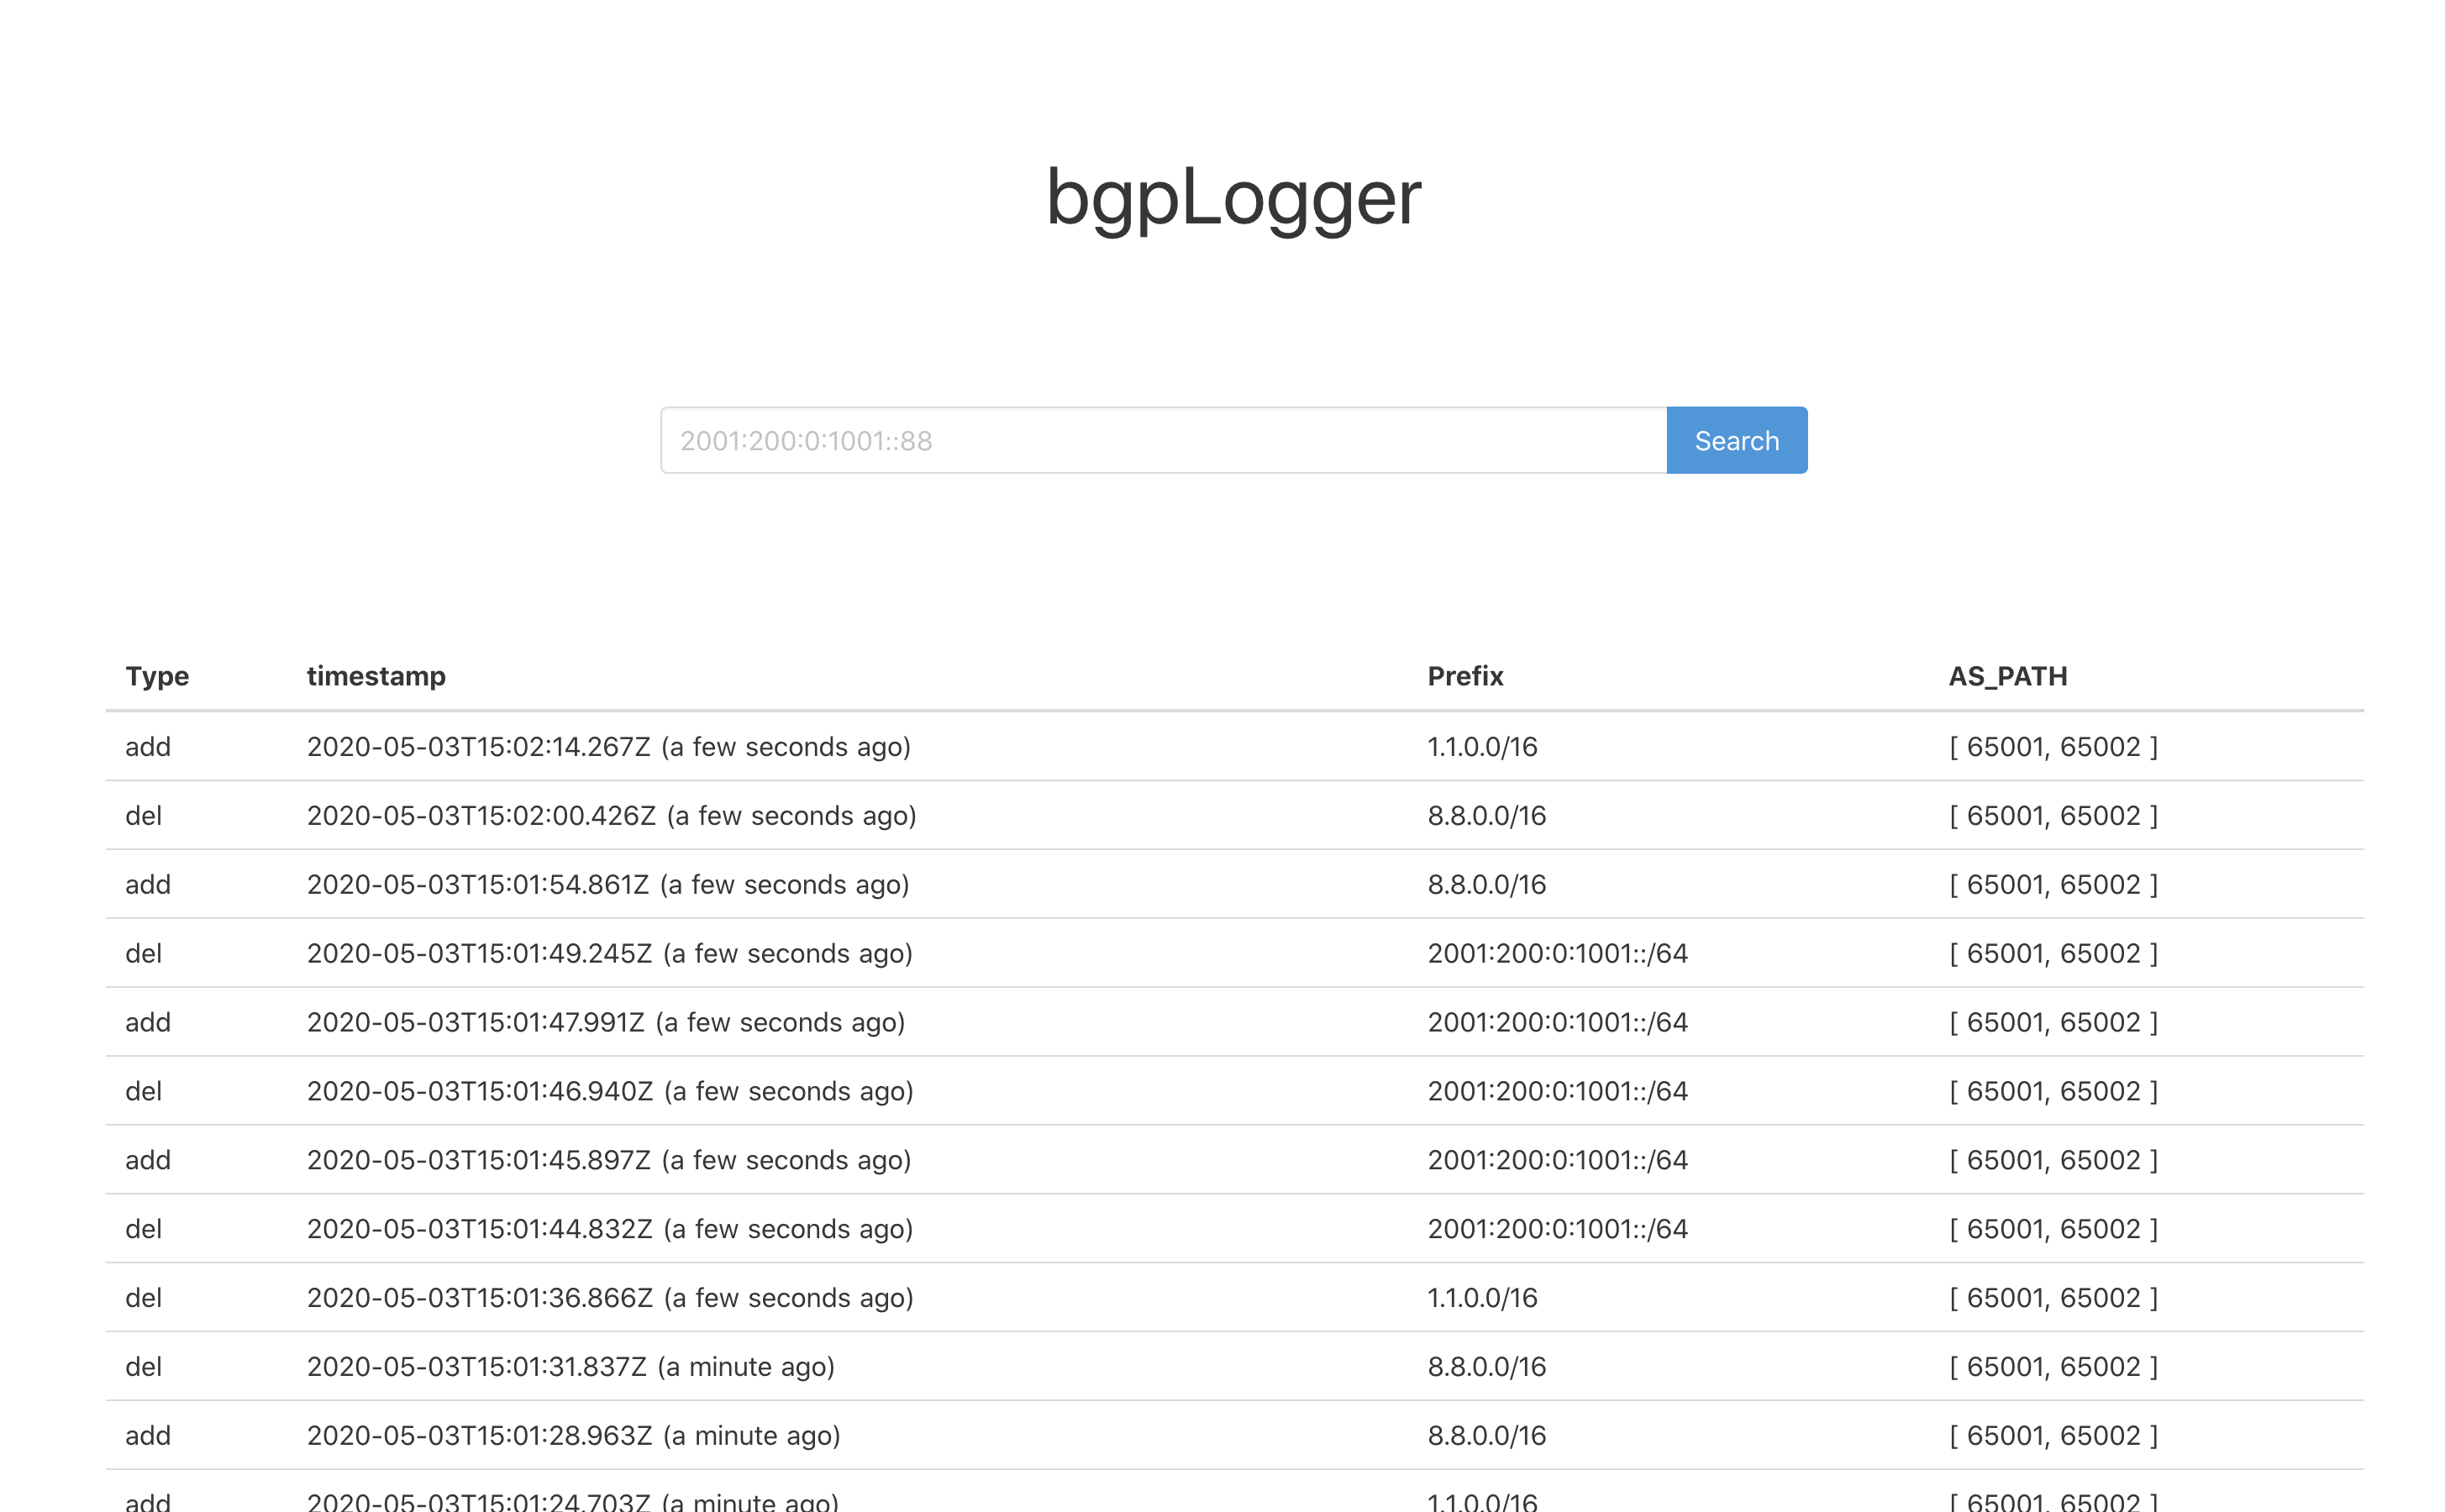 bgpLogger
2001:200:0:1001::88 Search
Type timestamp Prefix AS_PATH
add 2020-05-03T15:02:14.267Z (a few seconds ago) 1.1.0.0/16 [ 65001, 65002 ]
del 2020-05-03T15:02:00.426Z (a few seconds ago) 8.8.0.0/16 [ 65001, 65002 ]
add 2020-05-03T15:01:54.861Z (a few seconds ago) 8.8.0.0/16 [ 65001, 65002 ]
del 2020-05-03T15:01:49.245Z (a few seconds ago) 2001:200:0:1001::/64 [ 65001, 65002 ]
add 2020-05-03T15:01:47.991Z (a few seconds ago) 2001:200:0:1001::/64 [ 65001, 65002 ]
del 2020-05-03T15:01:46.940Z (a few seconds ago) 2001:200:0:1001::/64 [ 65001, 65002 ]
add 2020-05-03T15:01:45.897Z (a few seconds ago) 2001:200:0:1001::/64 [ 65001, 65002 ]
del 2020-05-03T15:01:44.832Z (a few seconds ago) 2001:200:0:1001::/64 [ 65001, 65002 ]
del 2020-05-03T15:01:36.866Z (a few seconds ago) 1.1.0.0/16 [ 65001, 65002 ]
del 2020-05-03T15:01:31.837Z (a minute ago) 8.8.0.0/16 [ 65001, 65002 ]
add 2020-05-03T15:01:28.963Z (a minute ago) 8.8.0.0/16 [ 65001, 65002 ]
add 2020-05-03T15:01:24.703Z (a minute ago) 1.1.0.0/16 [ 65001, 65002 ]